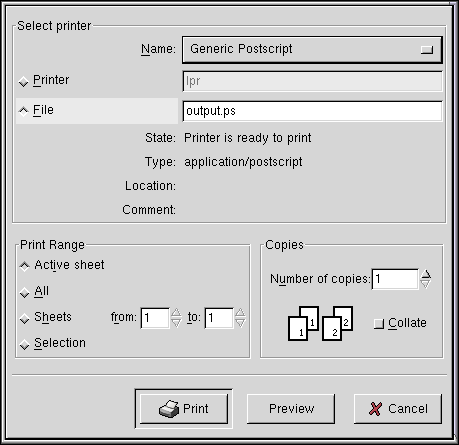 Select printer
Name: Generic Postscript
Printer lpr
File output.ps
State: Printer is ready to print
Type: application/postscript
Location:
Comment:
Print Range
Active sheet
All
Sheets from: 1 to: 1
Selection
Copies
Number of copies: 1
1 1 2 2
Collate
Print Preview Cancel